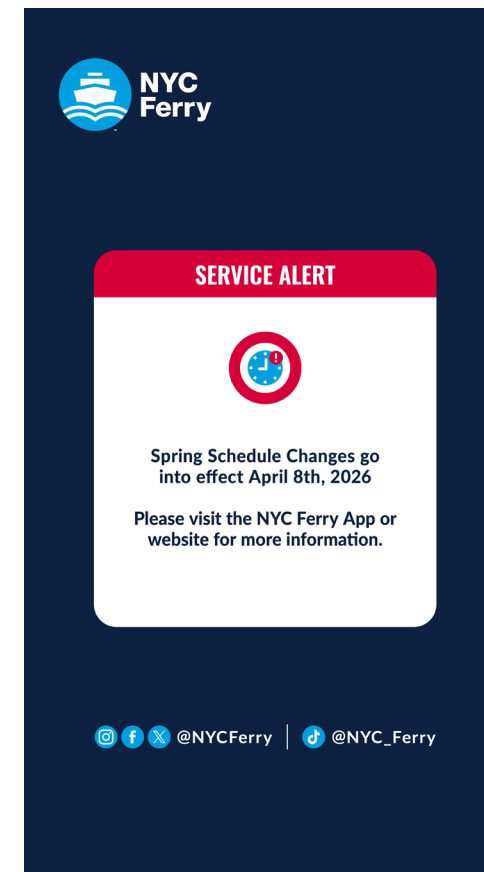 NYC
Ferry
SERVICE ALERT
Spring Schedule Changes go
into effect April 8th, 2026
Please visit the NYC Ferry App or
website for more information.
@NYCFerry | @NYC_Ferry